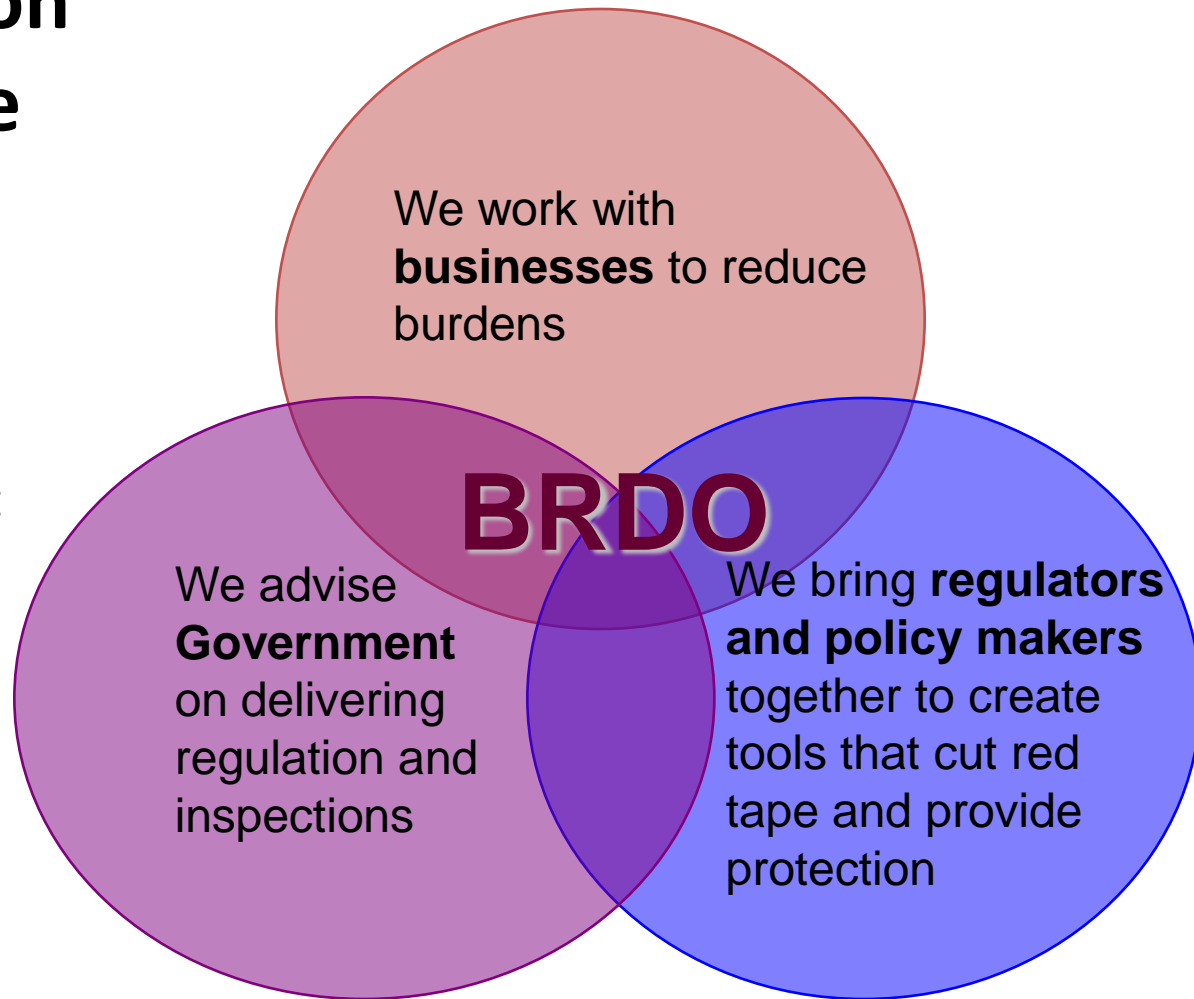 on
e
We work with
businesses to reduce
burdens
BRDO
We advise
Government
on delivering
regulation and
inspections
We bring regulators
and policy makers
together to create
tools that cut red
tape and provide
protection